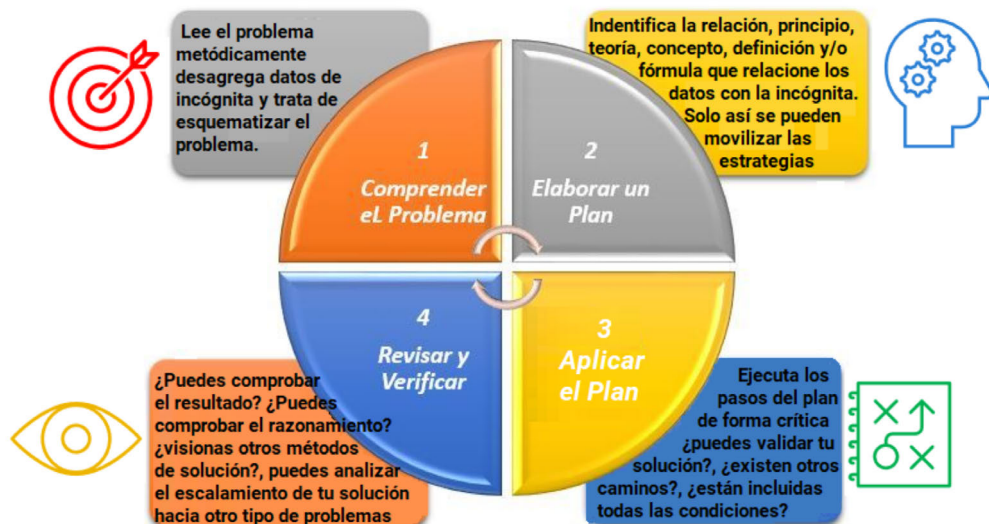 Lee el problema
metódicamente
desagrega datos de
incógnita y trata de
esquematizar el
problema.
Indentifica la relación, principio,
teoría, concepto, definición y/o
fórmula que relacione los
datos con la incógnita.
Solo así se pueden
movilizar las
estrategias
1
Comprender
eL Problema
2
Elaborar un
Plan
4
Revisar y
Verificar
3
Aplicar
el Plan
¿Puedes comprobar
el resultado? ¿Puedes
comprobar el razonamiento?
¿visionas otros métodos
de solución?, puedes analizar
el escalamiento de tu solución
hacia otro tipo de problemas
Ejecuta los
pasos del plan
de forma crítica
¿puedes validar tu
solución?, ¿existen otros
caminos?, ¿están incluidas
todas las condiciones?